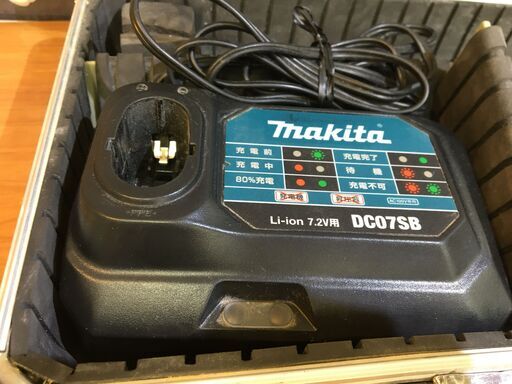 makita
充電前
充電完了
充電中
待機
80%充電
充電不可
Li-ion 7.2V用 DC07SB